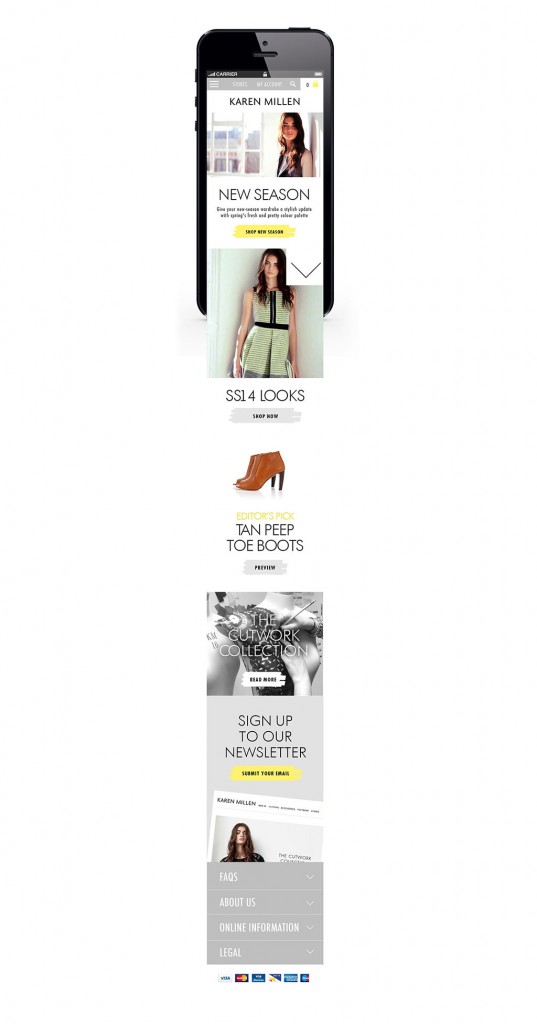 CARRIER
STORES MY ACCOUNT 0
KAREN MILLEN
NEW SEASON
Give your new-season wardrobe a stylish update
with spring's fresh and pretty colour palette
SHOP NEW SEASON
SS14 LOOKS
SHOP NOW
EDITOR'S PICK
TAN PEEP
TOE BOOTS
PREVIEW
THE
CUTWORK
COLLECTION
READ MORE
SIGN UP
TO OUR
NEWSLETTER
SUBMIT YOUR EMAIL
KAREN MILLEN
THE CUTWORK
FAQS
ABOUT US
ONLINE INFORMATION
LEGAL
VISA